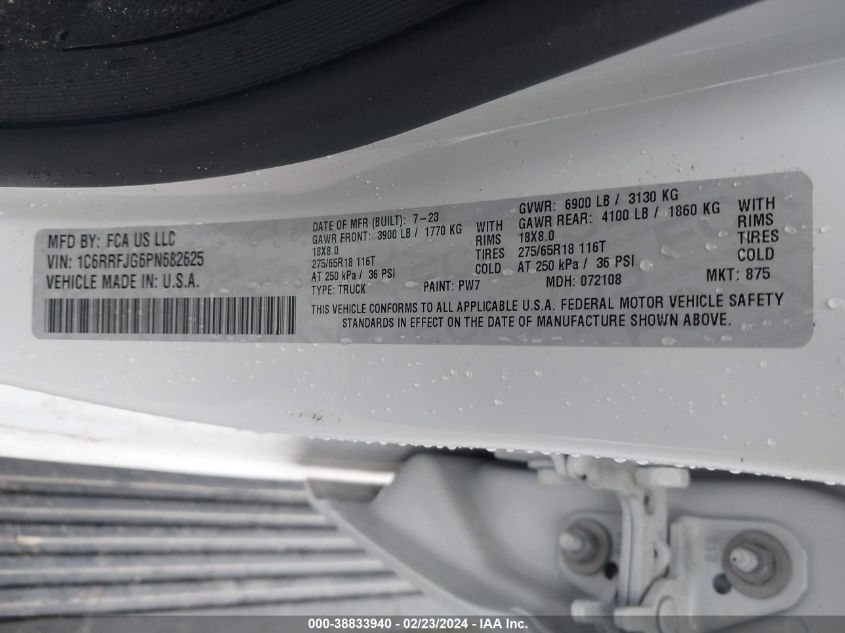 MFD BY: FCA US LLC
VIN: 1C6RRFJG6PN682625
VEHICLE MADE IN: U.S.A.
DATE OF MFR (BUILT): 7-23
GAWR FRONT: 3900 LB / 1770 KG WITH
18X8.0 RIMS
275/65R18 116T TIRES
AT 250 kPa / 36 PSI COLD
TYPE: TRUCK PAINT: PW7
GVWR: 6900 LB / 3130 KG
GAWR REAR: 4100 LB / 1860 KG WITH
18X8.0 RIMS
275/65R18 116T TIRES
AT 250 kPa / 36 PSI COLD
MDH: 072108 MKT: 875
THIS VEHICLE CONFORMS TO ALL APPLICABLE U.S.A. FEDERAL MOTOR VEHICLE SAFETY
STANDARDS IN EFFECT ON THE DATE OF MANUFACTURE SHOWN ABOVE.
000-38833940 - 02/23/2024 - IAA Inc.